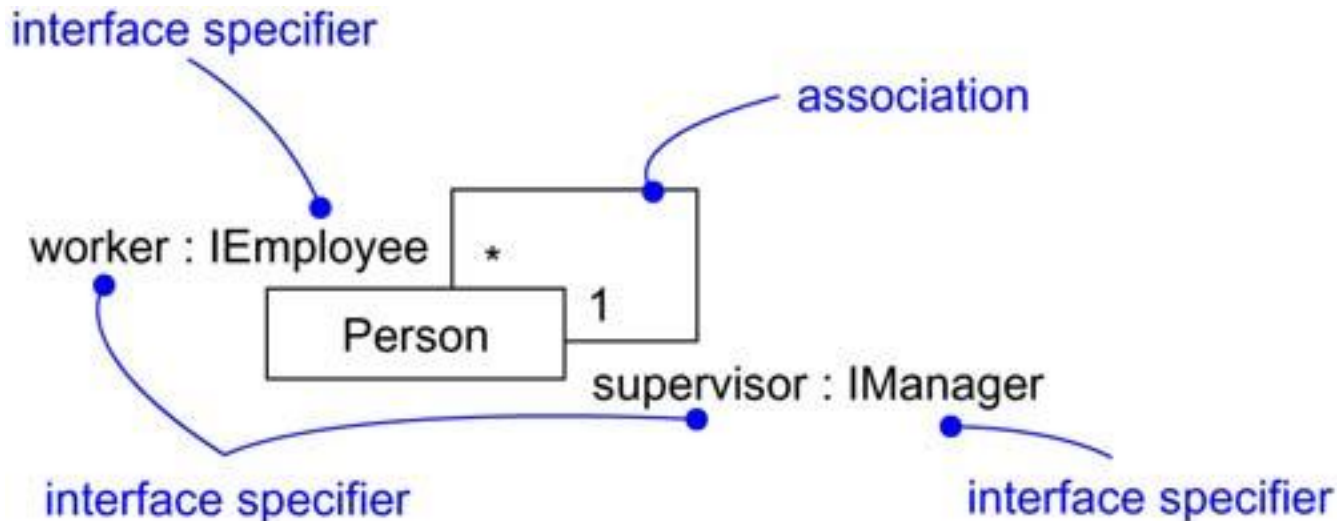 interface specifier
association
worker : IEmployee
*
1
Person
supervisor : IManager
interface specifier
interface specifier